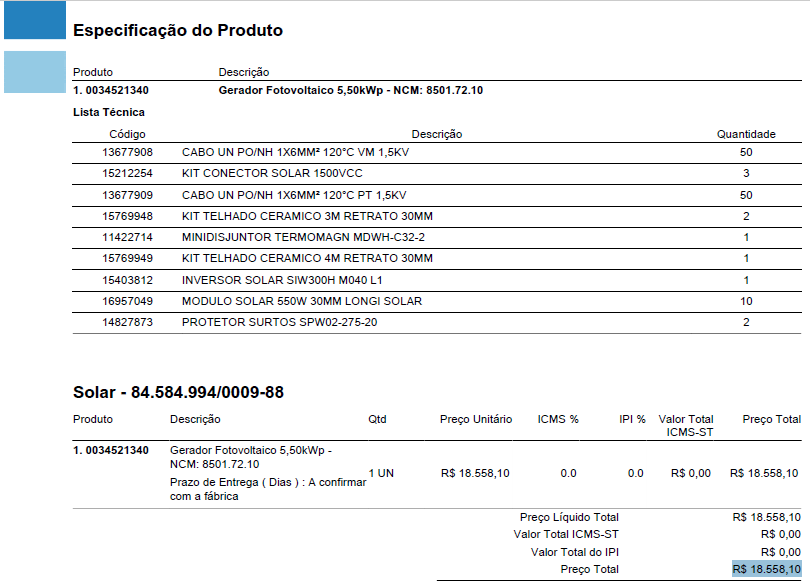 Especificação do Produto
Produto Descrição
1. 0034521340 Gerador Fotovoltaico 5,50kWp - NCM: 8501.72.10
Lista Técnica
Código Descrição Quantidade
13677908 CABO UN PO/NH 1X6MM² 120°C VM 1,5KV 50
15212254 KIT CONECTOR SOLAR 1500VCC 3
13677909 CABO UN PO/NH 1X6MM² 120°C PT 1,5KV 50
15769948 KIT TELHADO CERAMICO 3M RETRATO 30MM 2
11422714 MINIDISJUNTOR TERMOMAGN MDWH-C32-2 1
15769949 KIT TELHADO CERAMICO 4M RETRATO 30MM 1
15403812 INVERSOR SOLAR SIW300H M040 L1 1
16957049 MODULO SOLAR 550W 30MM LONGI SOLAR 10
14827873 PROTETOR SURTOS SPW02-275-20 2
Solar - 84.584.994/0009-88
Produto Descrição Qtd Preço Unitário ICMS % IPI % Valor Total Preço Total
ICMS-ST
1. 0034521340 Gerador Fotovoltaico 5,50kWp -
NCM: 8501.72.10
1 UN R$ 18.558,10 0.0 0.0 R$ 0,00 R$ 18.558,10
Prazo de Entrega ( Dias ) : A confirmar
com a fábrica
Preço Líquido Total R$ 18.558,10
Valor Total ICMS-ST R$ 0,00
Valor Total do IPI R$ 0,00
Preço Total R$ 18.558,10